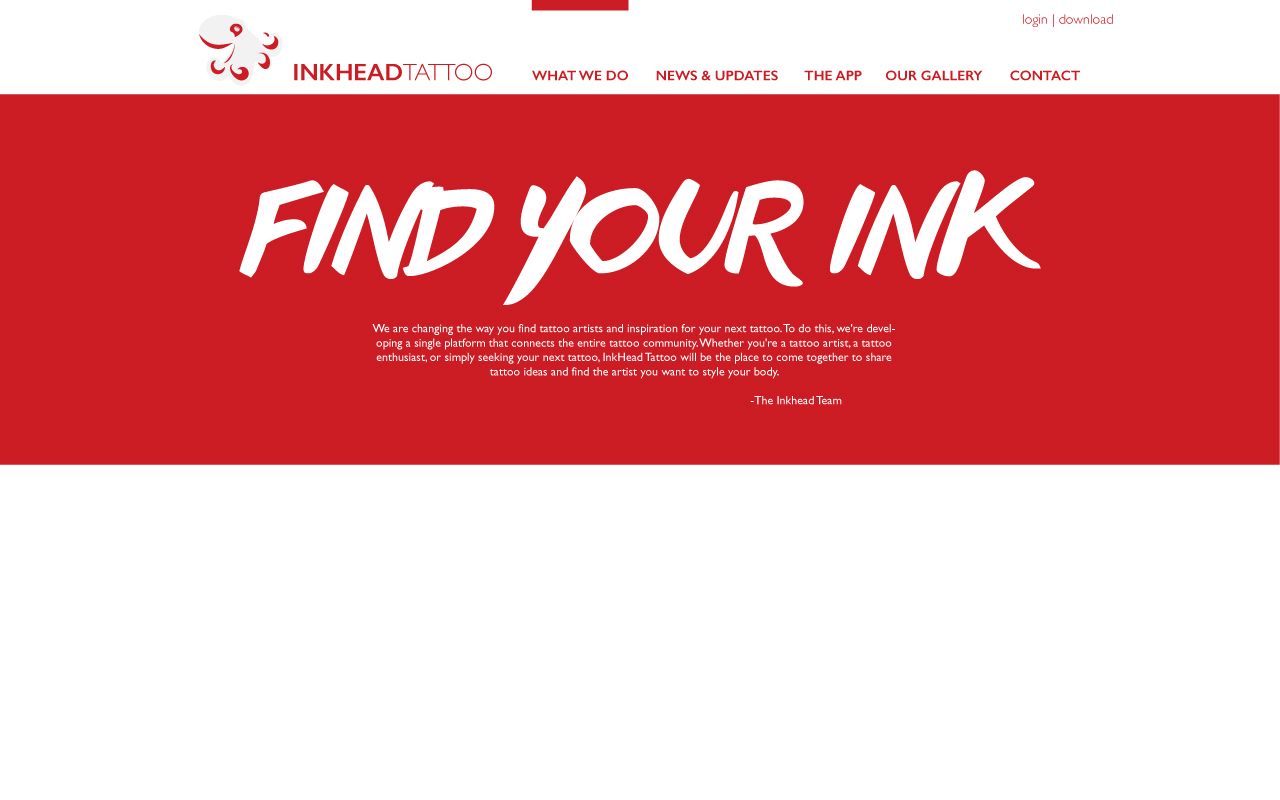 login | download
INKHEADTATTOO
WHAT WE DO NEWS & UPDATES THE APP OUR GALLERY CONTACT
FIND YOUR INK
We are changing the way you find tattoo artists and inspiration for your next tattoo. To do this, we're devel-
oping a single platform that connects the entire tattoo community. Whether you're a tattoo artist, a tattoo
enthusiast, or simply seeking your next tattoo, InkHead Tattoo will be the place to come together to share
tattoo ideas and find the artist you want to style your body.
-The Inkhead Team